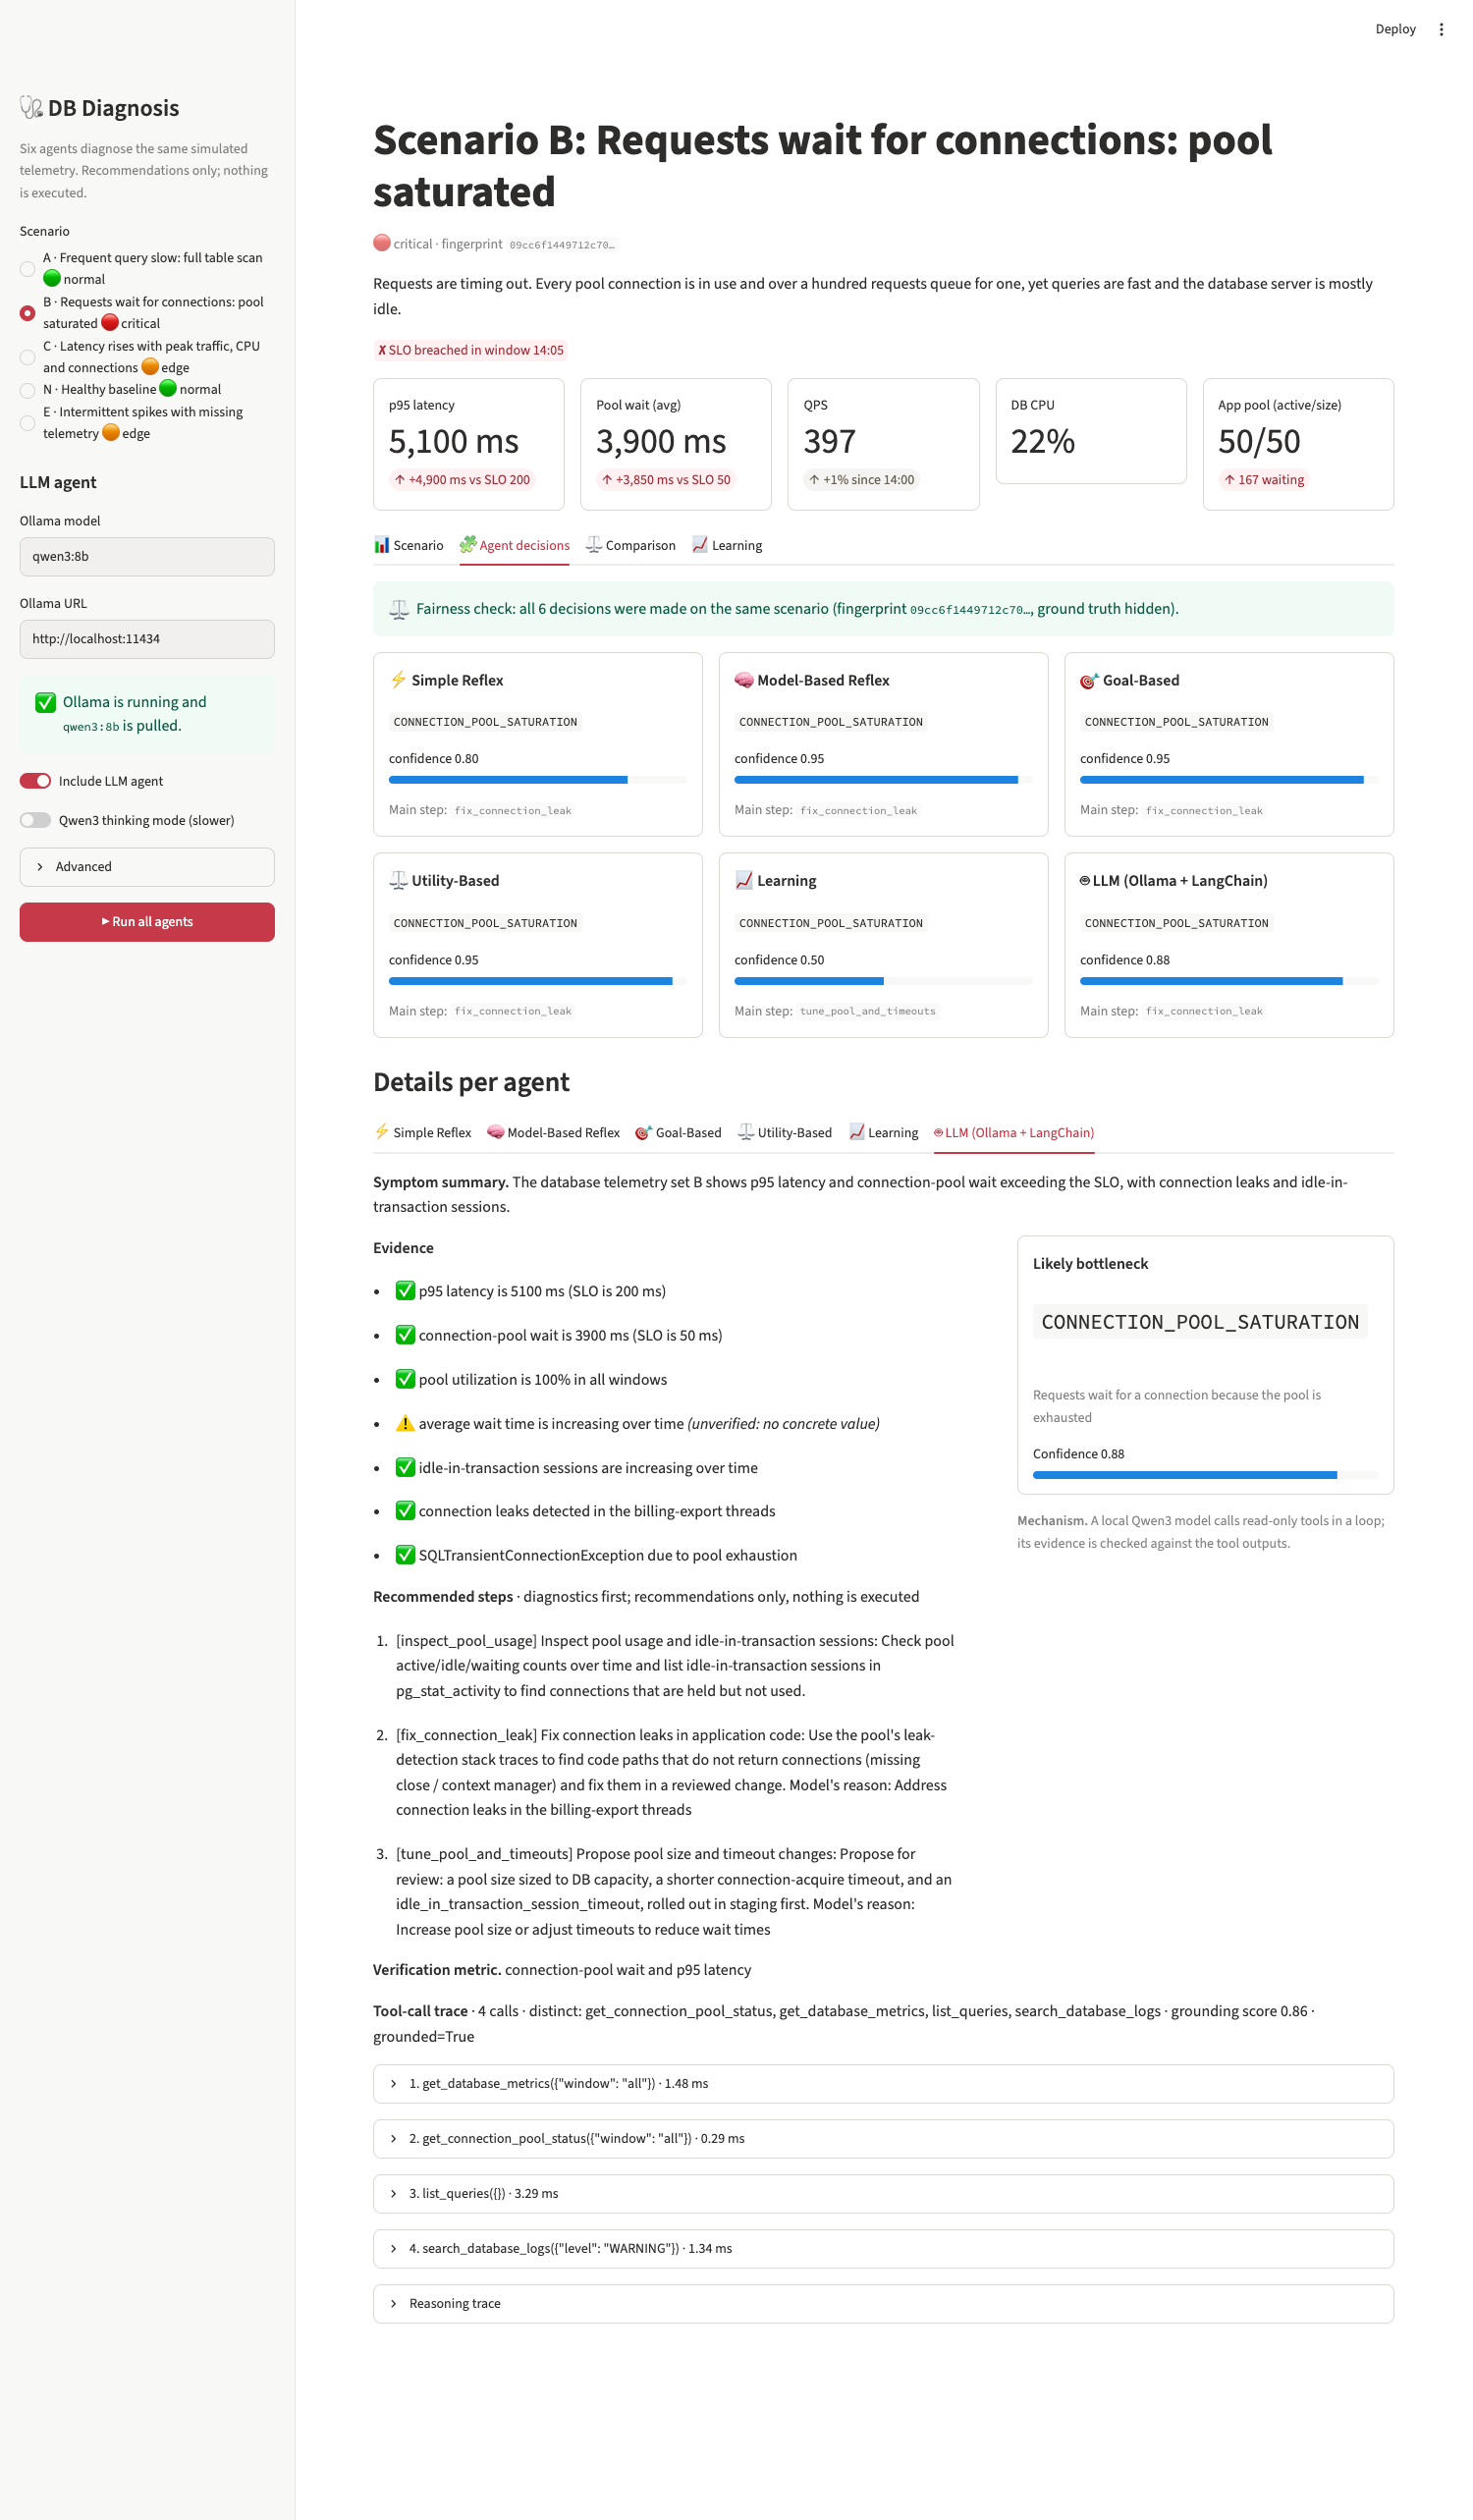 Deploy
DB Diagnosis
Six agents diagnose the same simulated
telemetry. Recommendations only; nothing
is executed.
Scenario
A · Frequent query slow: full table scan
normal
B · Requests wait for connections: pool
saturated critical
C · Latency rises with peak traffic, CPU
and connections edge
N · Healthy baseline normal
E · Intermittent spikes with missing
telemetry edge
LLM agent
Ollama model
qwen3:8b
Ollama URL
http://localhost:11434
Ollama is running and
qwen3:8b is pulled.
Include LLM agent
Qwen3 thinking mode (slower)
Advanced
Run all agents
Scenario B: Requests wait for connections: pool
saturated
critical · fingerprint 09cc6f1449712c70…
Requests are timing out. Every pool connection is in use and over a hundred requests queue for one, yet queries are fast and the database server is mostly
idle.
✗ SLO breached in window 14:05
p95 latency
5,100 ms
↑ +4,900 ms vs SLO 200
Pool wait (avg)
3,900 ms
↑ +3,850 ms vs SLO 50
QPS
397
↑ +1% since 14:00
DB CPU
22%
App pool (active/size)
50/50
↑ 167 waiting
Scenario
Agent decisions
Comparison
Learning
Fairness check: all 6 decisions were made on the same scenario (fingerprint 09cc6f1449712c70…, ground truth hidden).
Simple Reflex
CONNECTION_POOL_SATURATION
confidence 0.80
Main step: fix_connection_leak
Model-Based Reflex
CONNECTION_POOL_SATURATION
confidence 0.95
Main step: fix_connection_leak
Goal-Based
CONNECTION_POOL_SATURATION
confidence 0.95
Main step: fix_connection_leak
Utility-Based
CONNECTION_POOL_SATURATION
confidence 0.95
Main step: fix_connection_leak
Learning
CONNECTION_POOL_SATURATION
confidence 0.50
Main step: tune_pool_and_timeouts
LLM (Ollama + LangChain)
CONNECTION_POOL_SATURATION
confidence 0.88
Main step: fix_connection_leak
Details per agent
Simple Reflex
Model-Based Reflex
Goal-Based
Utility-Based
Learning
LLM (Ollama + LangChain)
Symptom summary. The database telemetry set B shows p95 latency and connection-pool wait exceeding the SLO, with connection leaks and idle-in-
transaction sessions.
Evidence
• p95 latency is 5100 ms (SLO is 200 ms)
• connection-pool wait is 3900 ms (SLO is 50 ms)
• pool utilization is 100% in all windows
• average wait time is increasing over time (unverified: no concrete value)
• idle-in-transaction sessions are increasing over time
• connection leaks detected in the billing-export threads
• SQLTransientConnectionException due to pool exhaustion
Likely bottleneck
CONNECTION_POOL_SATURATION
Requests wait for a connection because the pool is
exhausted
Confidence 0.88
Mechanism. A local Qwen3 model calls read-only tools in a loop;
its evidence is checked against the tool outputs.
Recommended steps · diagnostics first; recommendations only, nothing is executed
1. [inspect_pool_usage] Inspect pool usage and idle-in-transaction sessions: Check pool
active/idle/waiting counts over time and list idle-in-transaction sessions in
pg_stat_activity to find connections that are held but not used.
2. [fix_connection_leak] Fix connection leaks in application code: Use the pool's leak-
detection stack traces to find code paths that do not return connections (missing
close / context manager) and fix them in a reviewed change. Model's reason: Address
connection leaks in the billing-export threads
3. [tune_pool_and_timeouts] Propose pool size and timeout changes: Propose for
review: a pool size sized to DB capacity, a shorter connection-acquire timeout, and an
idle_in_transaction_session_timeout, rolled out in staging first. Model's reason:
Increase pool size or adjust timeouts to reduce wait times
Verification metric. connection-pool wait and p95 latency
Tool-call trace · 4 calls · distinct: get_connection_pool_status, get_database_metrics, list_queries, search_database_logs · grounding score 0.86 ·
grounded=True
1. get_database_metrics({"window": "all"}) · 1.48 ms
2. get_connection_pool_status({"window": "all"}) · 0.29 ms
3. list_queries({}) · 3.29 ms
4. search_database_logs({"level": "WARNING"}) · 1.34 ms
Reasoning trace